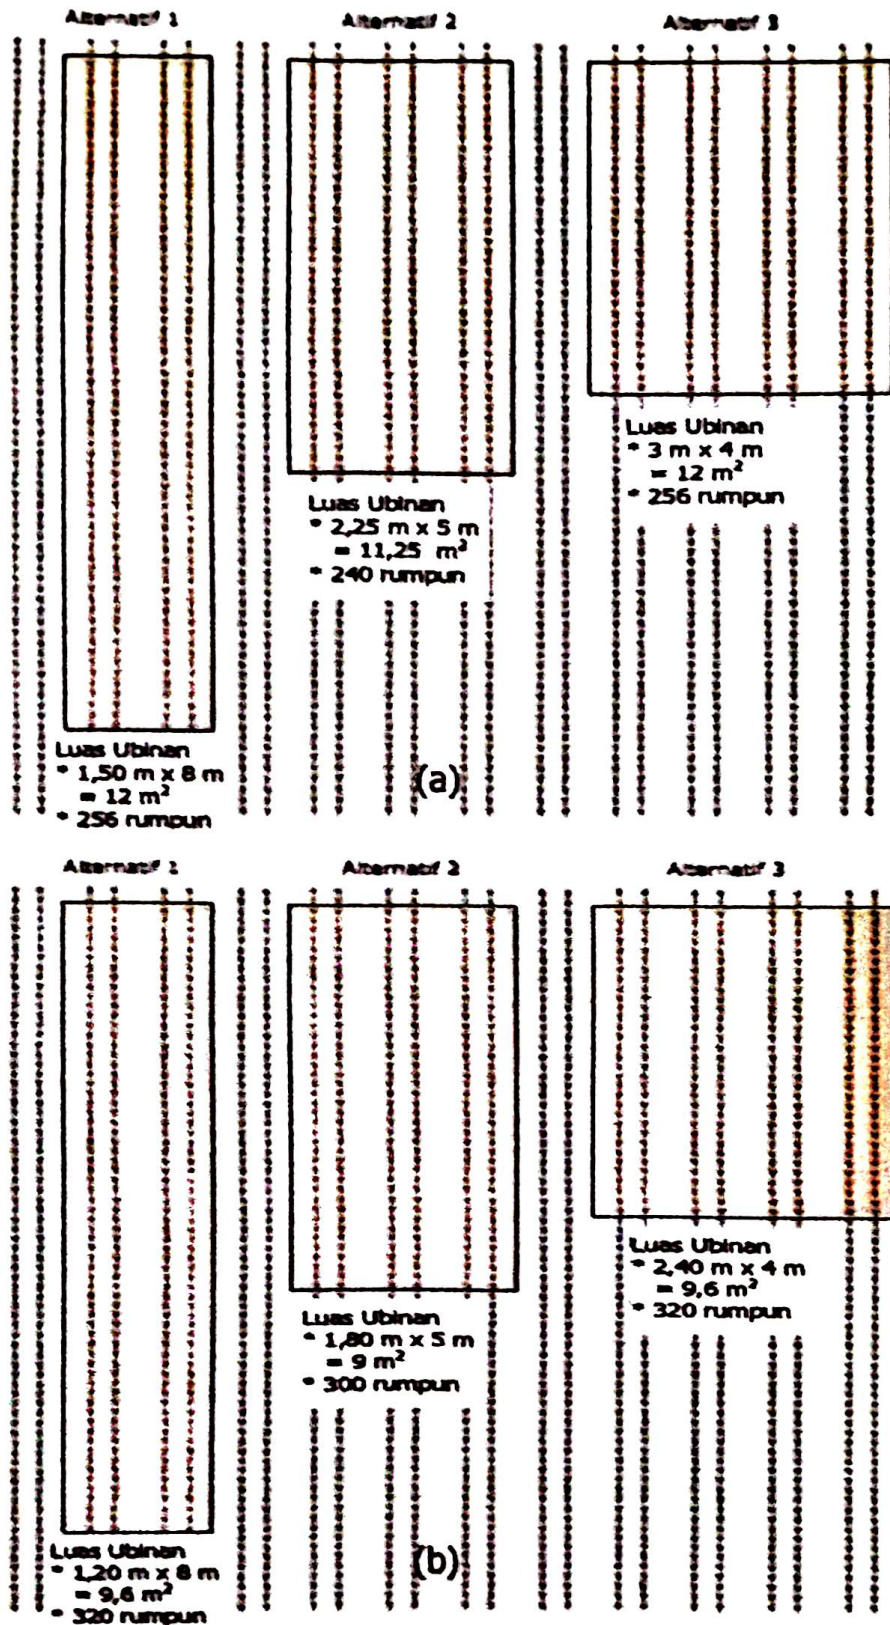 Alternatif 1
Alternatif 2
Alternatif 3
Luas Ubinan
* 3 m x 4 m
= 12 m²
* 256 rumpun
Luas Ubinan
* 2,25 m x 5 m
= 11,25 m²
* 240 rumpun
Luas Ubinan
* 1,50 m x 8 m
= 12 m²
* 256 rumpun
(a)
Alternatif 1
Alternatif 2
Alternatif 3
Luas Ubinan
* 2,40 m x 4 m
= 9,6 m²
* 320 rumpun
Luas Ubinan
* 1,80 m x 5 m
= 9 m²
* 300 rumpun
Luas Ubinan
* 1,20 m x 8 m
= 9,6 m²
* 320 rumpun
(b)